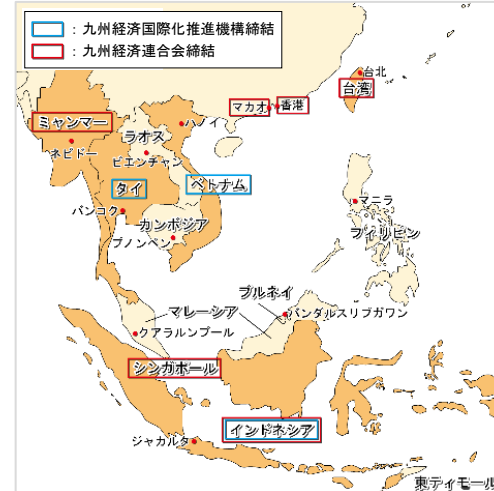 ：九州経済国際化推進機構締結
：九州経済連合会締結
台北
台湾
マカオ
香港
ミャンマー
ハノイ
ラオス
ネピドー
ビエンチャン
タイ
ベトナム
バンコク
カンボジア
プノンペン
マニラ
フィリピン
ブルネイ
マレーシア
バンダルスリブガワン
クアラルンプール
シンガポール
インドネシア
ジャカルタ
東ティモール